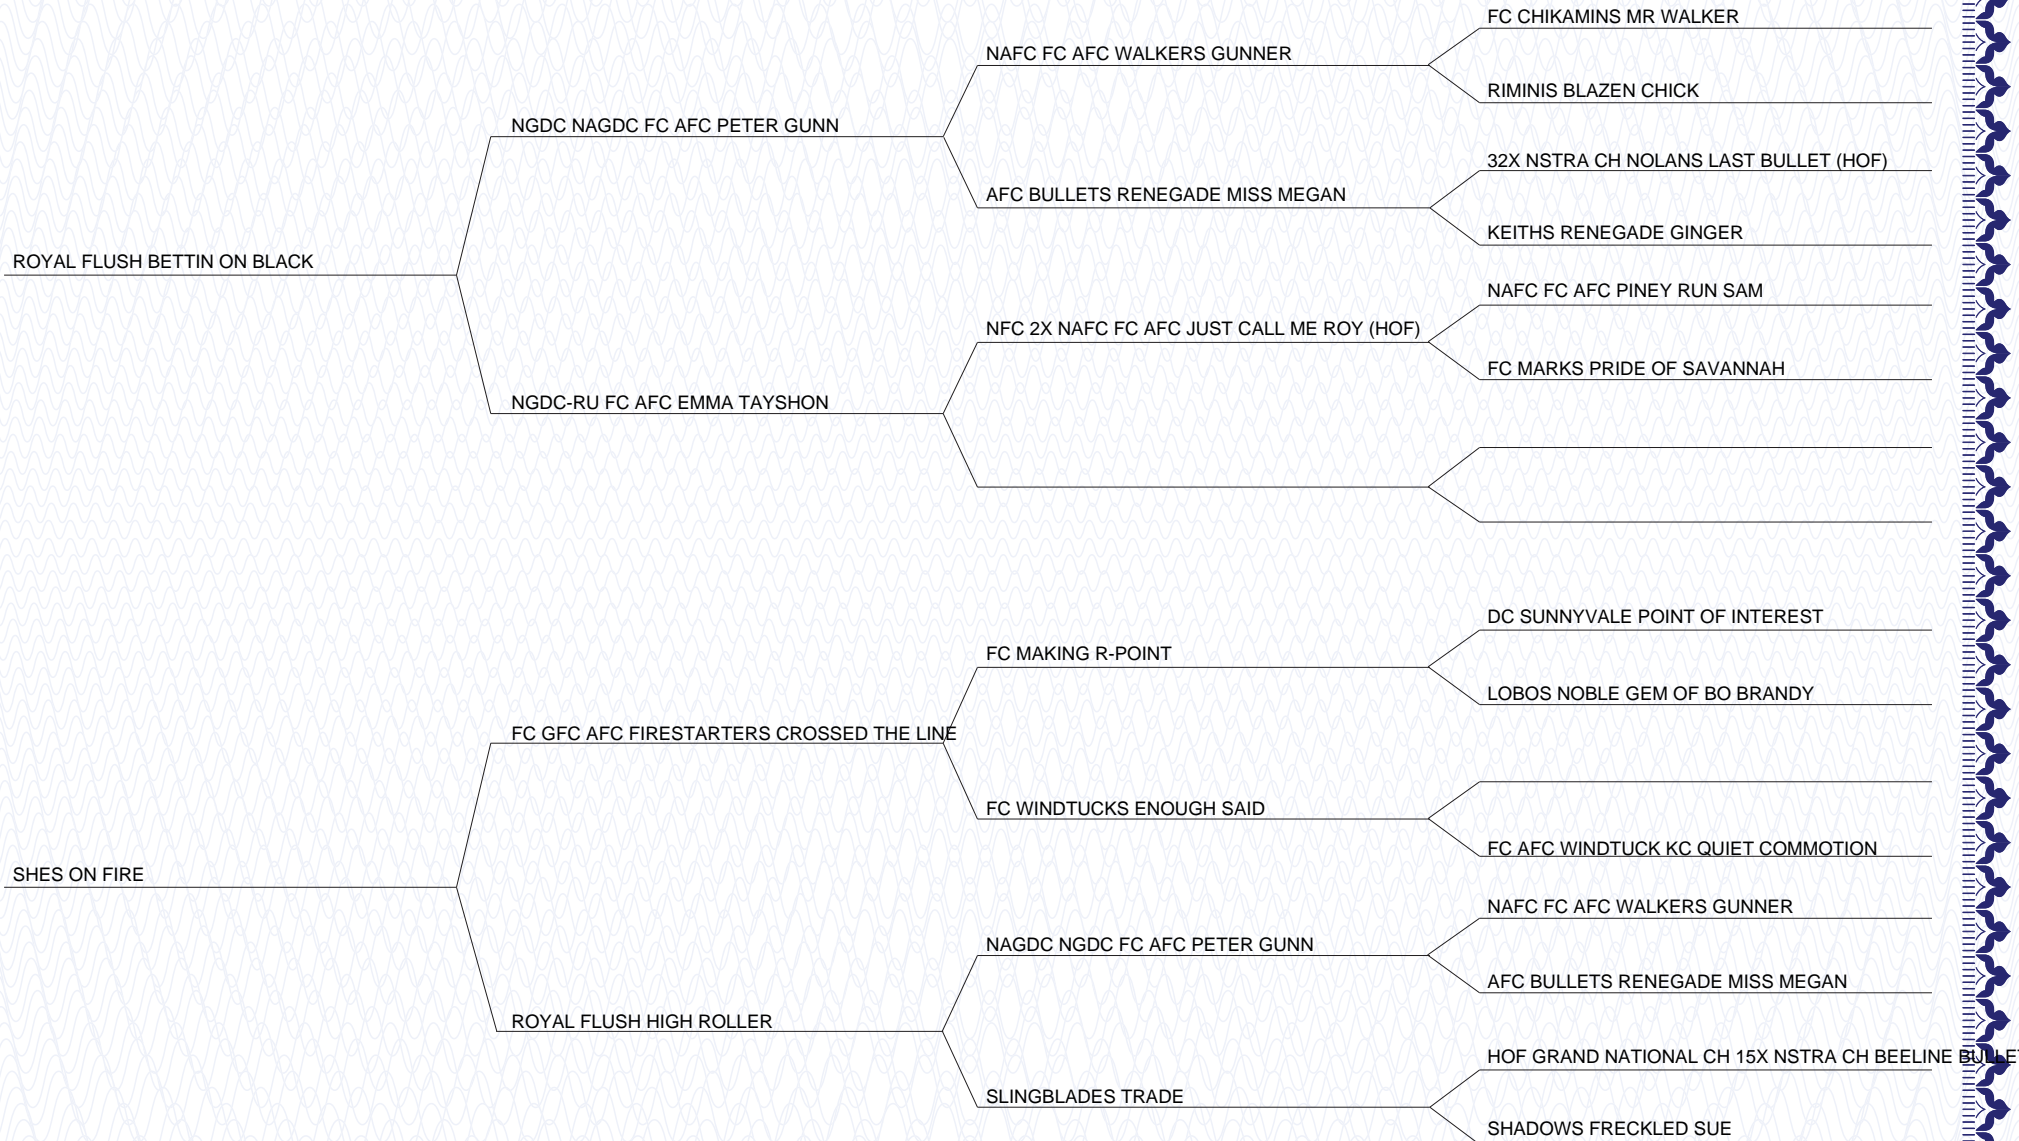 FC CHIKAMINS MR WALKER
NAFC FC AFC WALKERS GUNNER
RIMINIS BLAZEN CHICK
NGDC NAGDC FC AFC PETER GUNN
32X NSTRA CH NOLANS LAST BULLET (HOF)
AFC BULLETS RENEGADE MISS MEGAN
KEITHS RENEGADE GINGER
ROYAL FLUSH BETTIN ON BLACK
NAFC FC AFC PINEY RUN SAM
NFC 2X NAFC FC AFC JUST CALL ME ROY (HOF)
FC MARKS PRIDE OF SAVANNAH
NGDC-RU FC AFC EMMA TAYSHON
DC SUNNYVALE POINT OF INTEREST
FC MAKING R-POINT
LOBOS NOBLE GEM OF BO BRANDY
FC GFC AFC FIRESTARTERS CROSSED THE LINE
FC WINDTUCKS ENOUGH SAID
FC AFC WINDTUCK KC QUIET COMMOTION
SHES ON FIRE
NAFC FC AFC WALKERS GUNNER
NAGDC NGDC FC AFC PETER GUNN
AFC BULLETS RENEGADE MISS MEGAN
ROYAL FLUSH HIGH ROLLER
HOF GRAND NATIONAL CH 15X NSTRA CH BEELINE BULLET
SLINGBLADES TRADE
SHADOWS FRECKLED SUE